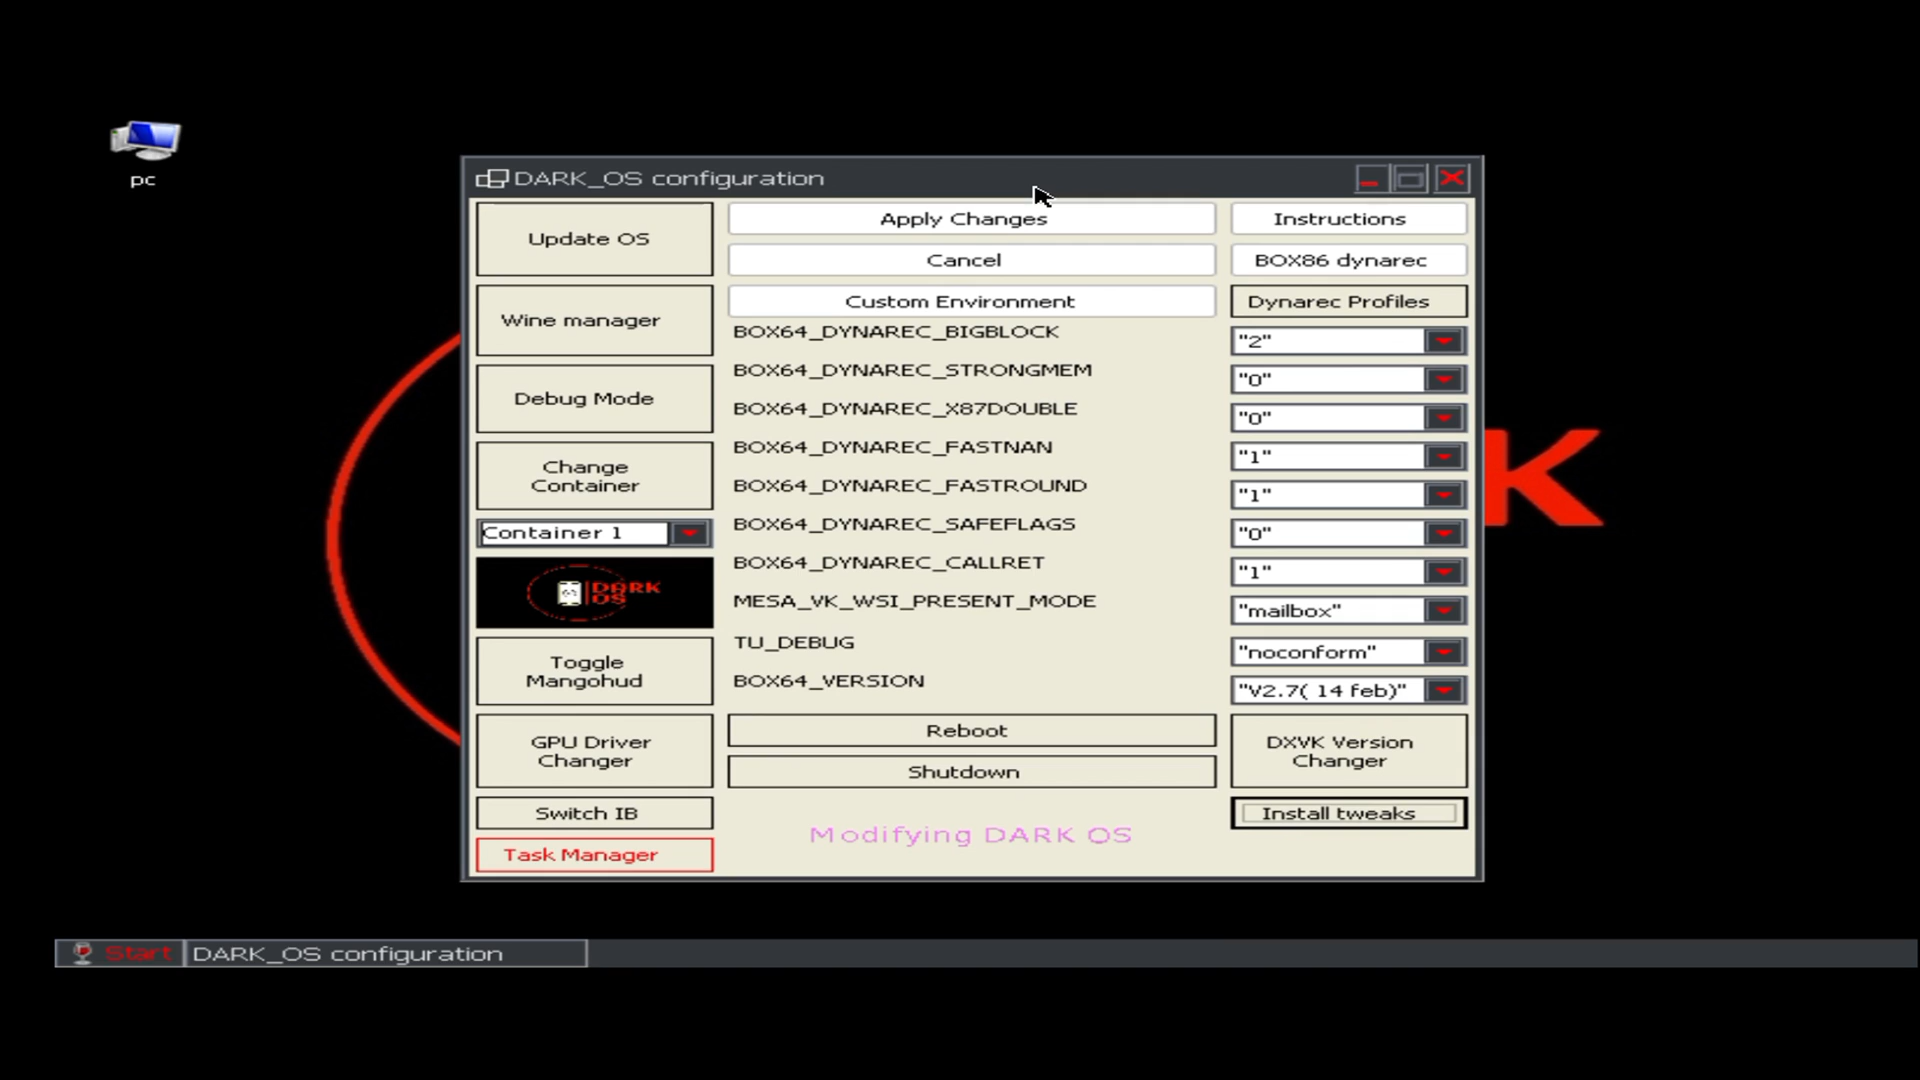 pc
DARK_OS configuration
Update OS
Apply Changes
Instructions
Cancel
BOX86 dynarec
Wine manager
Custom Environment
Dynarec Profiles
BOX64_DYNAREC_BIGBLOCK
"2"
BOX64_DYNAREC_STRONGMEM
"0"
Debug Mode
BOX64_DYNAREC_X87DOUBLE
"0"
BOX64_DYNAREC_FASTNAN
"1"
Change
Container
BOX64_DYNAREC_FASTROUND
"1"
Container 1
BOX64_DYNAREC_SAFEFLAGS
"0"
BOX64_DYNAREC_CALLRET
"1"
DARK
OS
MESA_VK_WSI_PRESENT_MODE
"mailbox"
Toggle
Mangohud
TU_DEBUG
"noconform"
BOX64_VERSION
"V2.7( 14 feb)"
GPU Driver
Changer
Reboot
Shutdown
DXVK Version
Changer
Switch IB
Install tweaks
Modifying DARK OS
Task Manager
K
Start
DARK_OS configuration